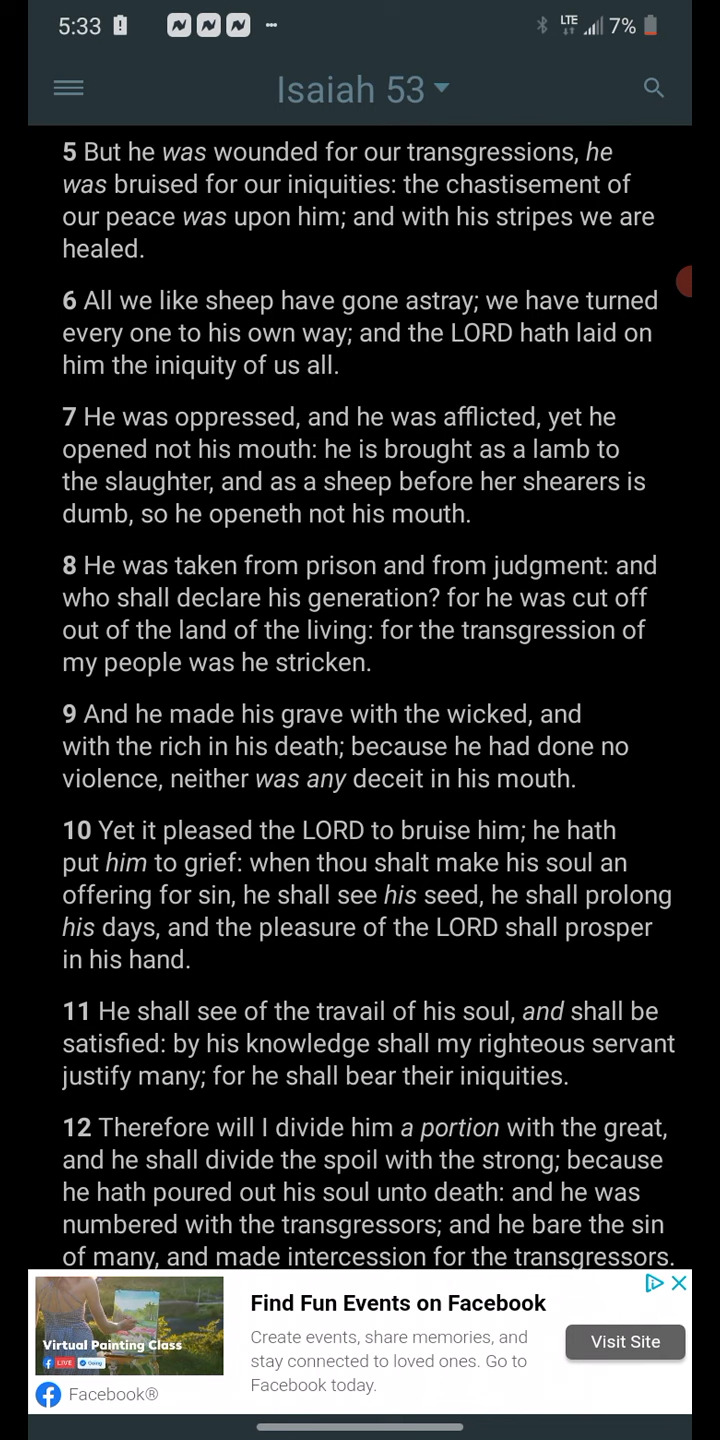 5:33
LTE
7%
Isaiah 53
5 But he was wounded for our transgressions, he
was bruised for our iniquities: the chastisement of
our peace was upon him; and with his stripes we are
healed.
6 All we like sheep have gone astray; we have turned
every one to his own way; and the LORD hath laid on
him the iniquity of us all.
7 He was oppressed, and he was afflicted, yet he
opened not his mouth: he is brought as a lamb to
the slaughter, and as a sheep before her shearers is
dumb, so he openeth not his mouth.
8 He was taken from prison and from judgment: and
who shall declare his generation? for he was cut off
out of the land of the living: for the transgression of
my people was he stricken.
9 And he made his grave with the wicked, and
with the rich in his death; because he had done no
violence, neither was any deceit in his mouth.
10 Yet it pleased the LORD to bruise him; he hath
put him to grief: when thou shalt make his soul an
offering for sin, he shall see his seed, he shall prolong
his days, and the pleasure of the LORD shall prosper
in his hand.
11 He shall see of the travail of his soul, and shall be
satisfied: by his knowledge shall my righteous servant
justify many; for he shall bear their iniquities.
12 Therefore will I divide him a portion with the great,
and he shall divide the spoil with the strong; because
he hath poured out his soul unto death: and he was
numbered with the transgressors; and he bare the sin
of many, and made intercession for the transgressors.
Virtual Painting Class
LIVE
Going
Facebook®
Find Fun Events on Facebook
Create events, share memories, and
stay connected to loved ones. Go to
Facebook today.
Visit Site